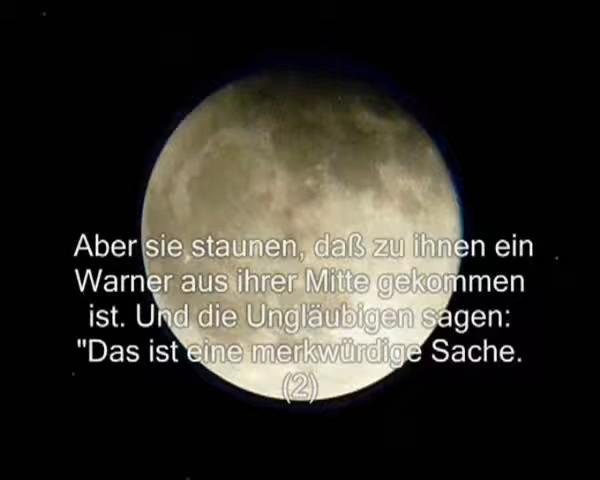 Aber sie staunen, daß zu ihnen ein
Warner aus ihrer Mitte gekommen
ist. Und die Ungläubigen sagen:
"Das ist eine merkwürdige Sache.
(2)